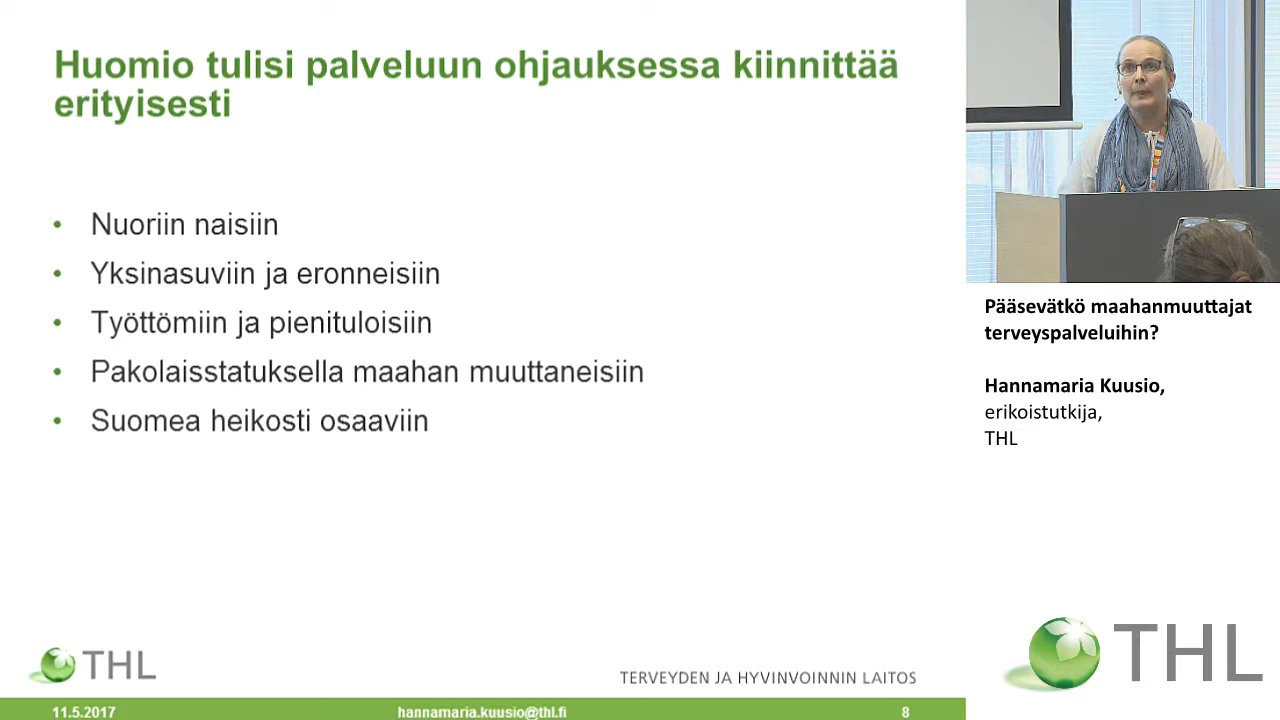 Huomio tulisi palveluun ohjauksessa kiinnittää
erityisesti
• Nuoriin naisiin
• Yksinasuviin ja eronneisiin
• Työttömiin ja pienituloisiin
• Pakolaisstatuksella maahan muuttaneisiin
• Suomea heikosti osaaviin
THL
TERVEYDEN JA HYVINVOINNIN LAITOS
11.5.2017
hannamaria.kuusio@thl.fi
8
Pääsevätkö maahanmuuttajat
terveyspalveluihin?
Hannamaria Kuusio,
erikoistutkija,
THL
THL